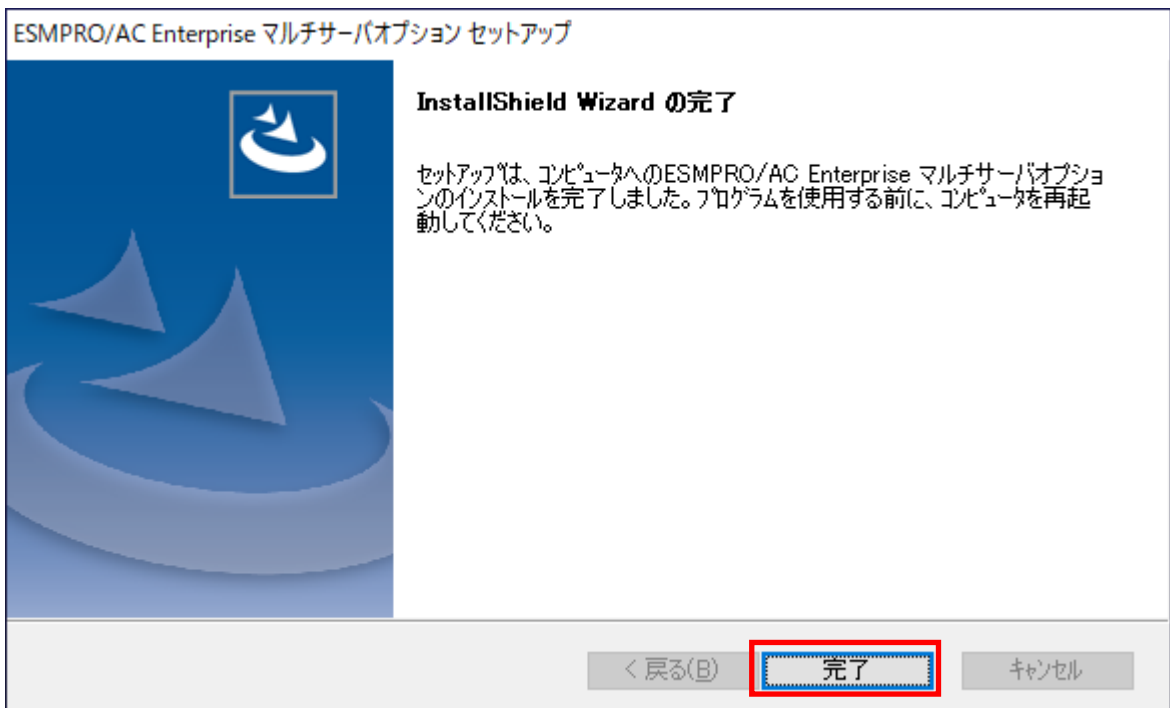 ESMPRO/AC Enterprise マルチサーバオプション セットアップ
InstallShield Wizard の完了
ｾｯﾄｱｯﾌﾟは、ｺﾝﾋﾟｭｰﾀへのESMPRO/AC Enterprise マルチサーバオプショ
ンのｲﾝｽﾄｰﾙを完了しました。ﾌﾟﾛｸﾞﾗﾑを使用する前に、ｺﾝﾋﾟｭｰﾀを再起
動してください。
< 戻る(B)
完了
ｷｬﾝｾﾙ